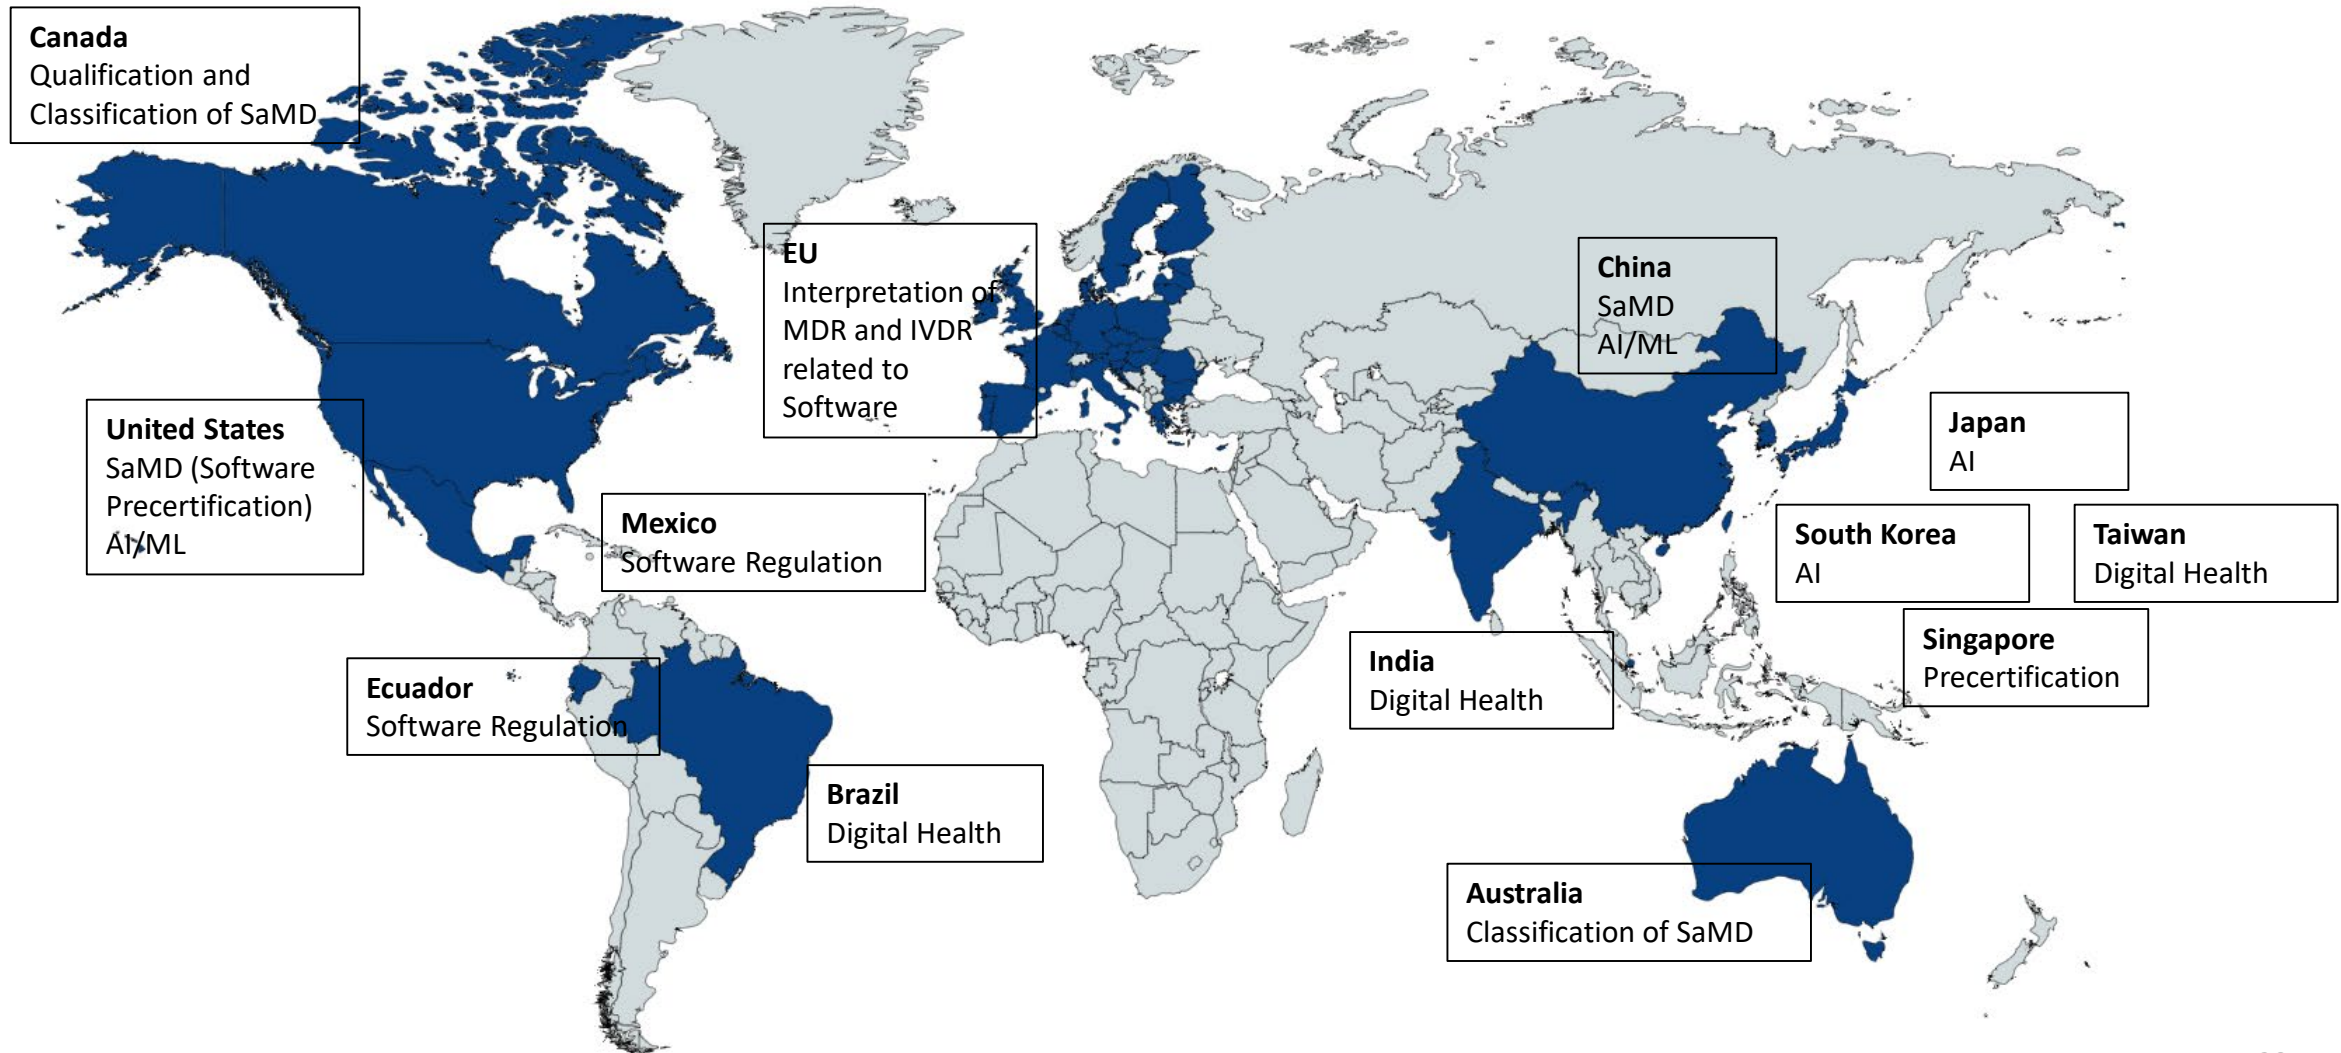 Canada
Qualification and
Classification of SaMD
EU
Interpretation of
MDR and IVDR
related to
Software
China
SaMD
AI/ML
United States
SaMD (Software
Precertification)
AI/ML
Japan
AI
Mexico
Software Regulation
South Korea
AI
Taiwan
Digital Health
Singapore
Precertification
India
Digital Health
Ecuador
Software Regulation
Brazil
Digital Health
Australia
Classification of SaMD